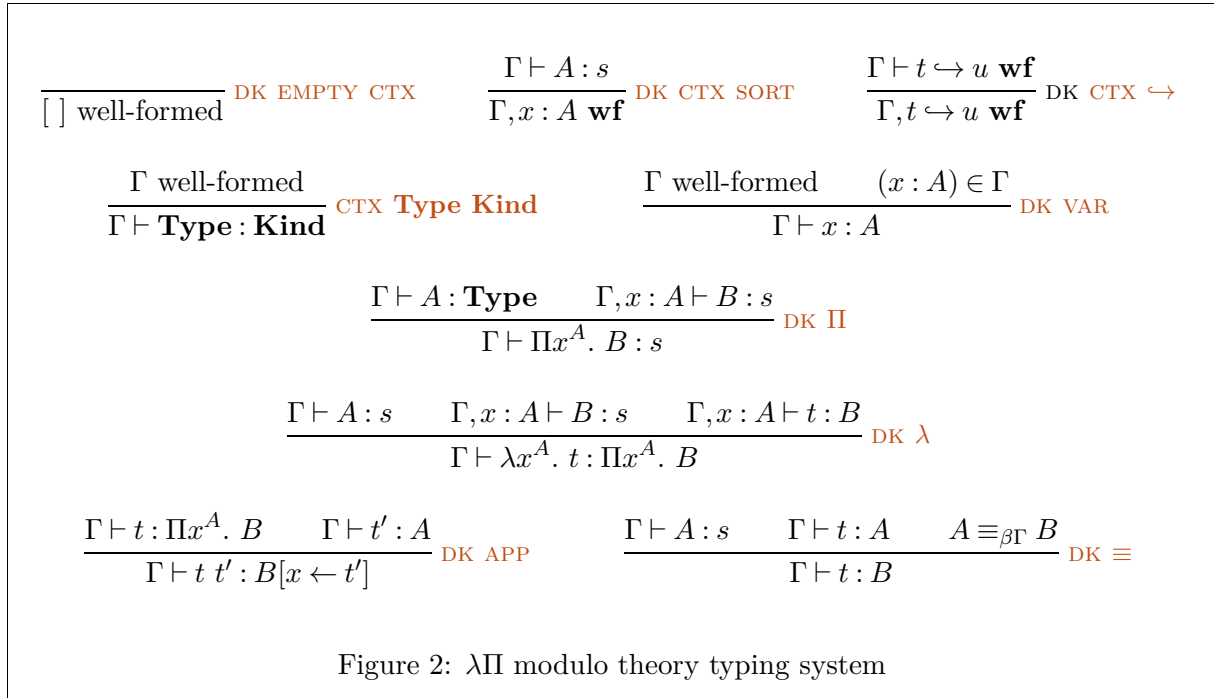 [ ] well-formed DK EMPTY CTX
Γ ⊢ A : s
Γ, x : A wf DK CTX SORT
Γ ⊢ t ↪ u wf
Γ, t ↪ u wf DK CTX ↪
Γ well-formed
Γ ⊢ Type : Kind CTX Type Kind
Γ well-formed (x : A) ∈ Γ
Γ ⊢ x : A DK VAR
Γ ⊢ A : Type Γ, x : A ⊢ B : s
Γ ⊢ Πx^A. B : s DK Π
Γ ⊢ A : s Γ, x : A ⊢ B : s Γ, x : A ⊢ t : B
Γ ⊢ λx^A. t : Πx^A. B DK λ
Γ ⊢ t : Πx^A. B Γ ⊢ t′ : A
Γ ⊢ t t′ : B[x ← t′] DK APP
Γ ⊢ A : s Γ ⊢ t : A A ≡_βΓ B
Γ ⊢ t : B DK ≡
Figure 2: λΠ modulo theory typing system